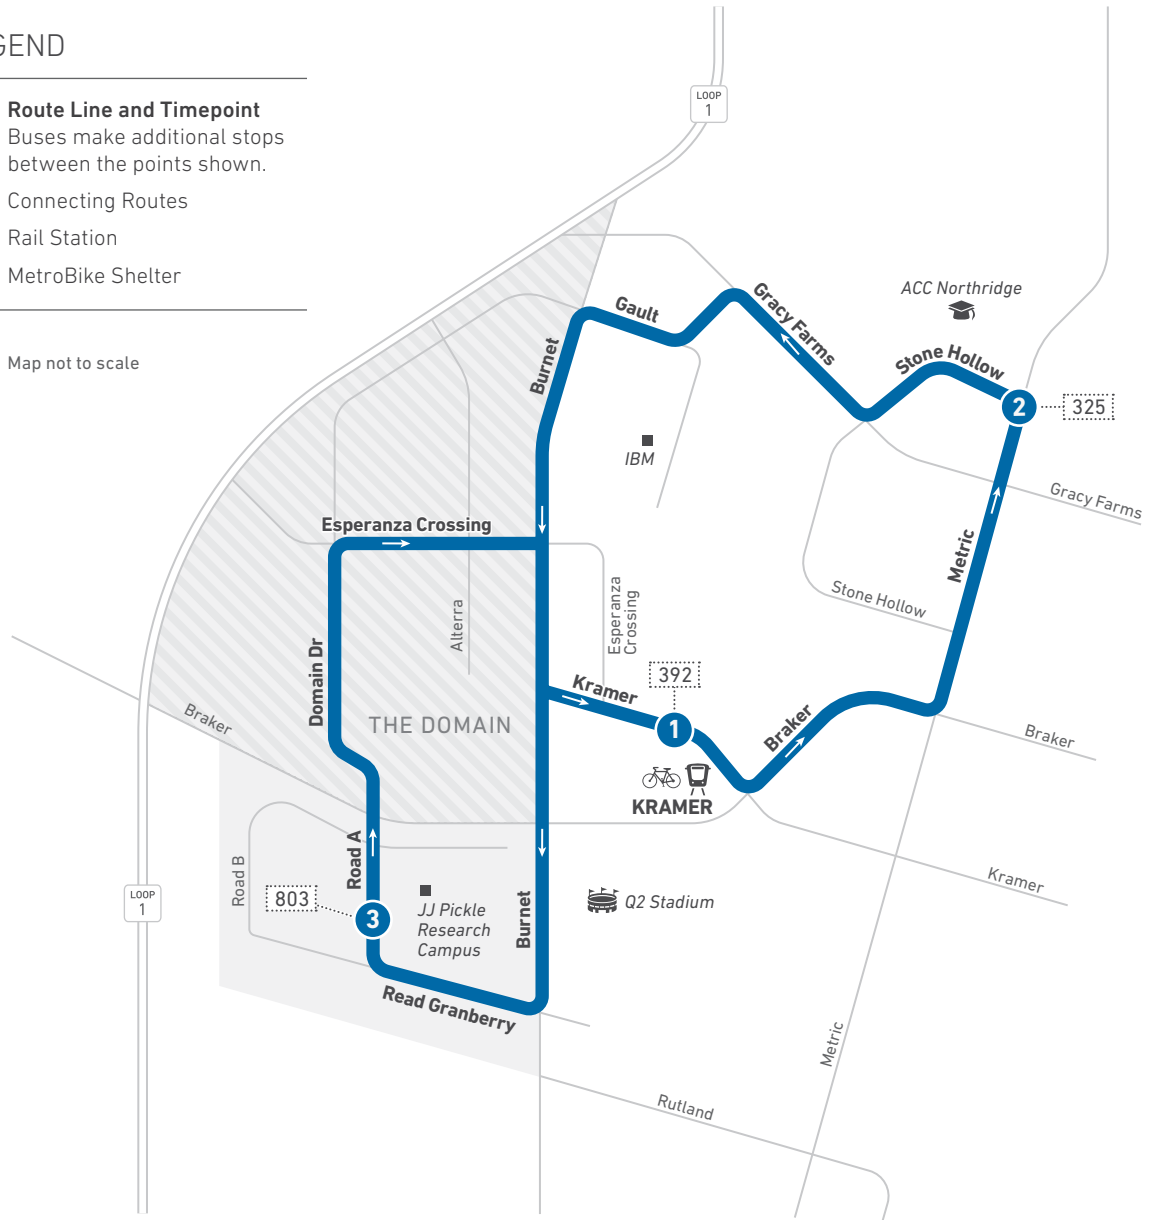 GEND
Route Line and Timepoint
Buses make additional stops
between the points shown.
Connecting Routes
Rail Station
MetroBike Shelter
Map not to scale
LOOP
1
ACC Northridge
Gracy Farms
Gault
Stone Hollow
Burnet
2
325
IBM
Gracy Farms
Esperanza Crossing
Metric
Esperanza
Crossing
Alterra
Stone Hollow
Domain Dr
392
Kramer
Braker
THE DOMAIN
1
Braker
Braker
KRAMER
Road A
Road B
LOOP
1
803
3
JJ Pickle
Research
Campus
Burnet
Q2 Stadium
Kramer
Read Granberry
Metric
Rutland